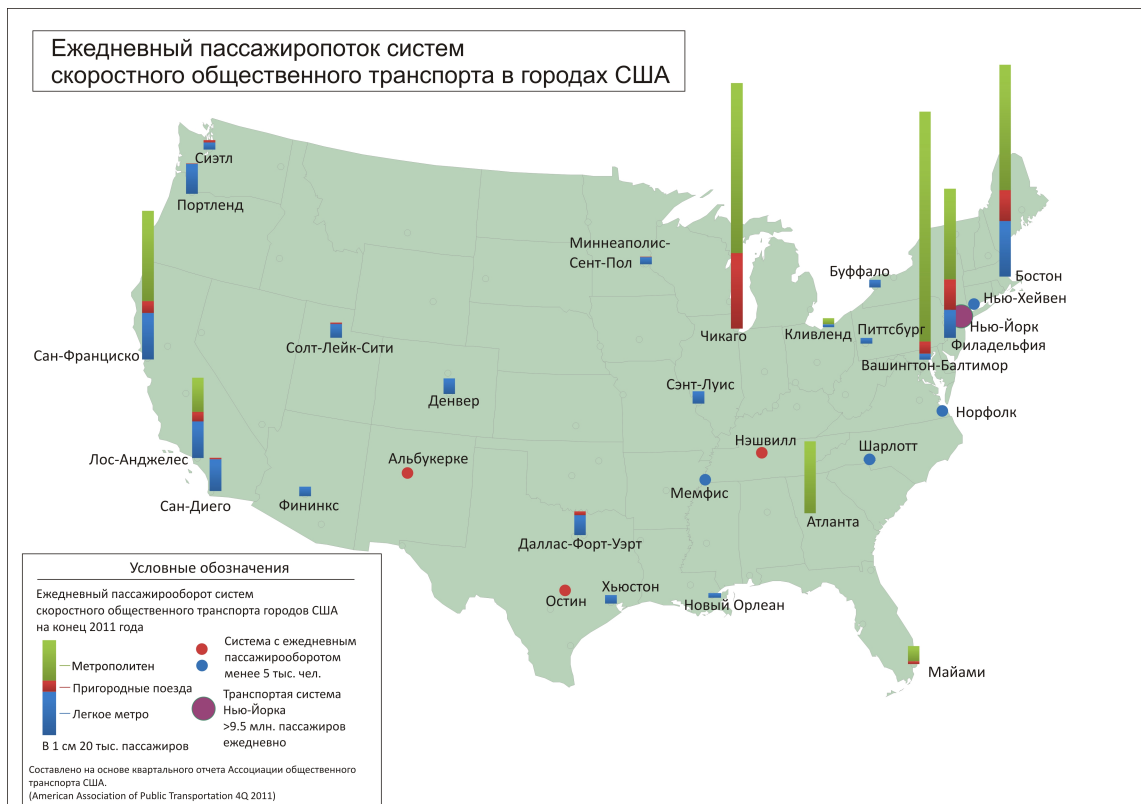 Ежедневный пассажиропоток систем
скоростного общественного транспорта в городах США
Сиэтл
Портленд
Миннеаполис-
Сент-Пол
Буффало
Бостон
Нью-Хейвен
Нью-Йорк
Чикаго
Кливленд
Питтсбург
Филадельфия
Вашингтон-Балтимор
Сан-Франциско
Солт-Лейк-Сити
Денвер
Сэнт-Луис
Норфолк
Нэшвилл
Шарлотт
Лос-Анджелес
Альбукерке
Мемфис
Сан-Диего
Фининкс
Атланта
Даллас-Форт-Уэрт
Хьюстон
Остин
Новый Орлеан
Майами
Условные обозначения
Ежедневный пассажирооборот систем
скоростного общественного транспорта городов США
на конец 2011 года
Метрополитен
Пригородные поезда
Легкое метро
В 1 см 20 тыс. пассажиров
Система с ежедневным
пассажирооборотом
менее 5 тыс. чел.
Транспортая система
Нью-Йорка
>9.5 млн. пассажиров
ежедневно
Составлено на основе квартального отчета Ассоциации общественного
транспорта США.
(American Association of Public Transportation 4Q 2011)